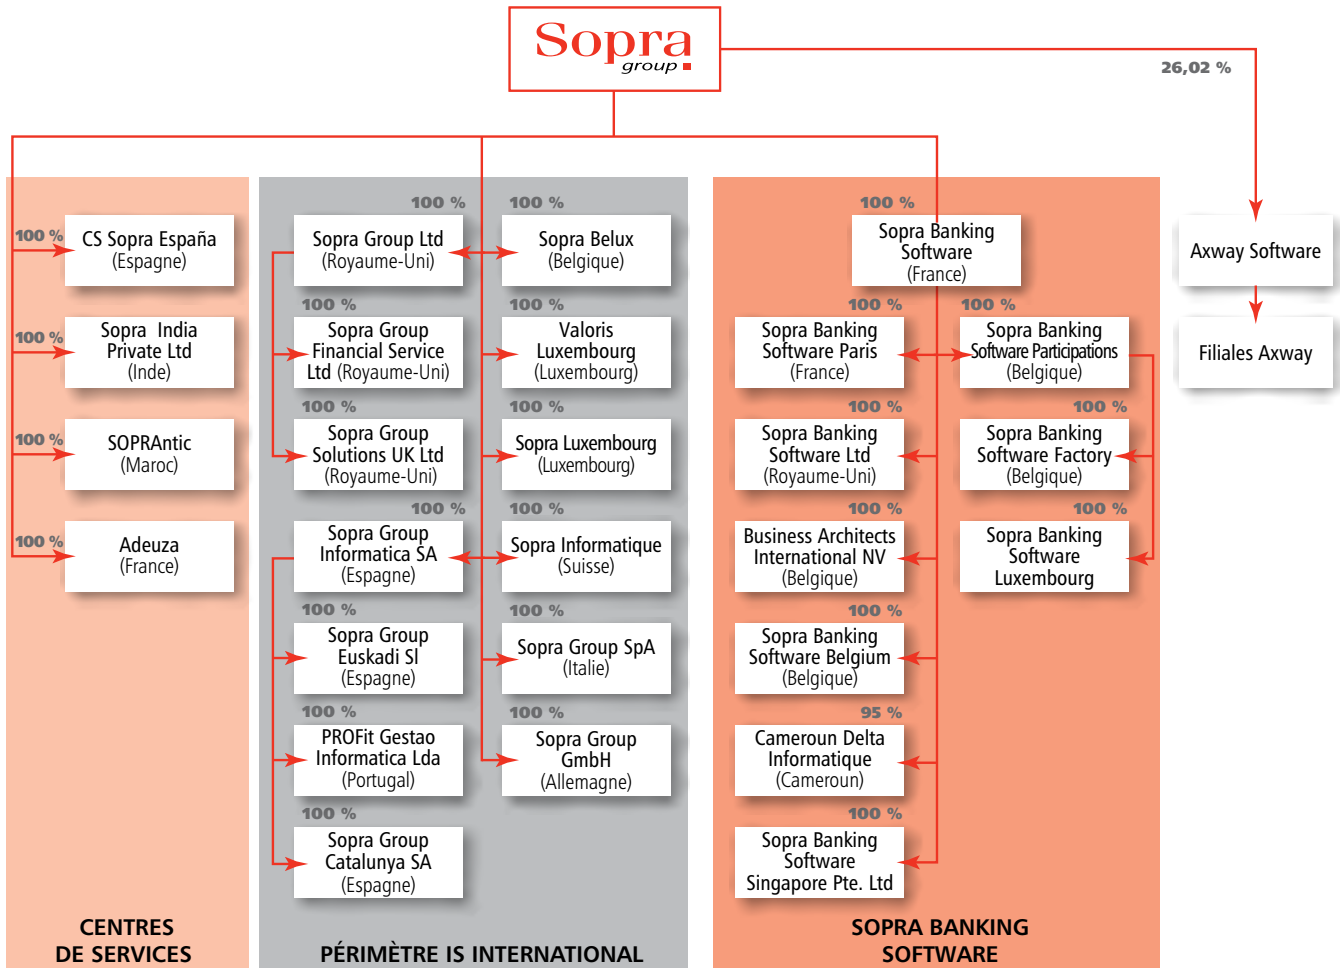 Sopra
group
26,02 %
100 %
CS Sopra España
(Espagne)
100 %
Sopra India
Private Ltd
(Inde)
100 %
SOPRAntic
(Maroc)
100 %
Adeuza
(France)
CENTRES
DE SERVICES
100 %
Sopra Group Ltd
(Royaume-Uni)
100 %
Sopra Group
Financial Service
Ltd (Royaume-Uni)
100 %
Sopra Group
Solutions UK Ltd
(Royaume-Uni)
100 %
Sopra Group
Informatica SA
(Espagne)
100 %
Sopra Group
Euskadi Sl
(Espagne)
100 %
PROFit Gestao
Informatica Lda
(Portugal)
100 %
Sopra Group
Catalunya SA
(Espagne)
100 %
Sopra Belux
(Belgique)
100 %
Valoris
Luxembourg
(Luxembourg)
100 %
Sopra Luxembourg
(Luxembourg)
100 %
Sopra Informatique
(Suisse)
100 %
Sopra Group SpA
(Italie)
100 %
Sopra Group
GmbH
(Allemagne)
PÉRIMÈTRE IS INTERNATIONAL
100 %
Sopra Banking
Software
(France)
100 %
Sopra Banking
Software Paris
(France)
100 %
Sopra Banking
Software Ltd
(Royaume-Uni)
100 %
Business Architects
International NV
(Belgique)
100 %
Sopra Banking
Software Belgium
(Belgique)
95 %
Cameroun Delta
Informatique
(Cameroun)
100 %
Sopra Banking
Software
Singapore Pte. Ltd
100 %
Sopra Banking
Software Participations
(Belgique)
100 %
Sopra Banking
Software Factory
(Belgique)
100 %
Sopra Banking
Software
Luxembourg
SOPRA BANKING
SOFTWARE
Axway Software
Filiales Axway